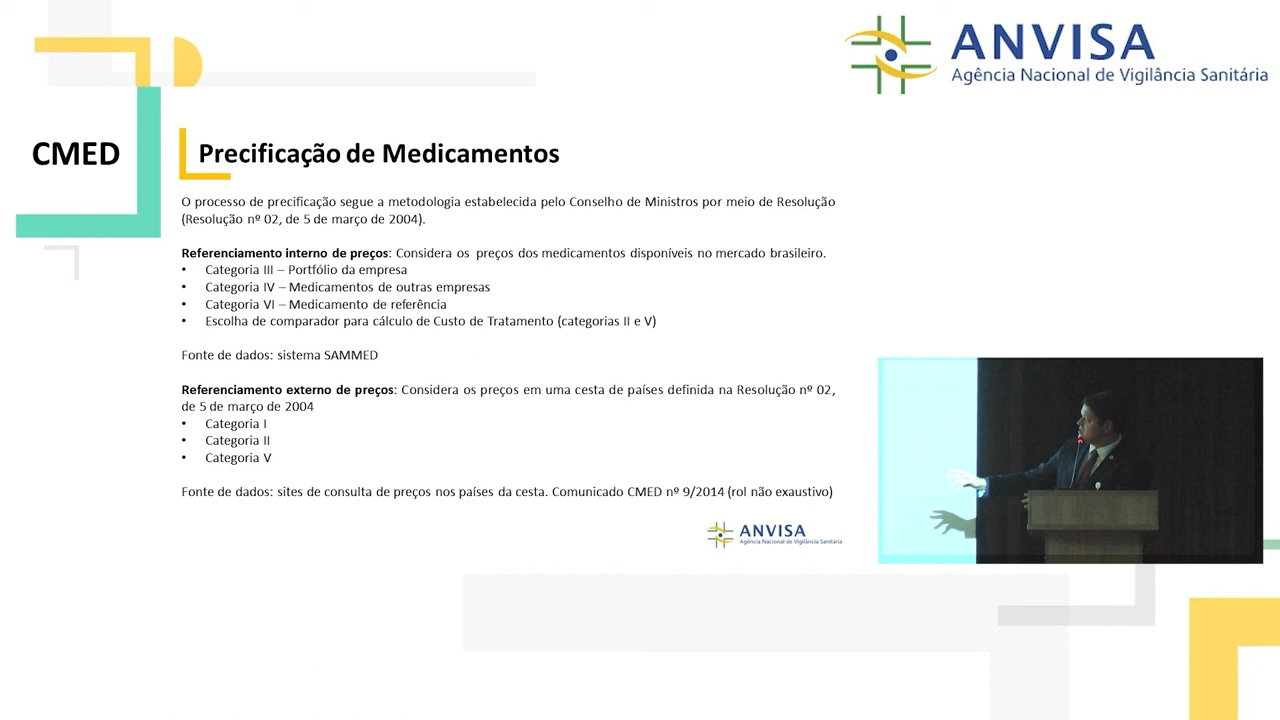 ANVISA
Agência Nacional de Vigilância Sanitária
CMED
Precificação de Medicamentos
O processo de precificação segue a metodologia estabelecida pelo Conselho de Ministros por meio de Resolução
(Resolução nº 02, de 5 de março de 2004).
Referenciamento interno de preços: Considera os preços dos medicamentos disponíveis no mercado brasileiro.
• Categoria III – Portfólio da empresa
• Categoria IV – Medicamentos de outras empresas
• Categoria VI – Medicamento de referência
• Escolha de comparador para cálculo de Custo de Tratamento (categorias II e V)
Fonte de dados: sistema SAMMED
Referenciamento externo de preços: Considera os preços em uma cesta de países definida na Resolução nº 02,
de 5 de março de 2004
• Categoria I
• Categoria II
• Categoria V
Fonte de dados: sites de consulta de preços nos países da cesta. Comunicado CMED nº 9/2014 (rol não exaustivo)
ANVISA
Agência Nacional de Vigilância Sanitária